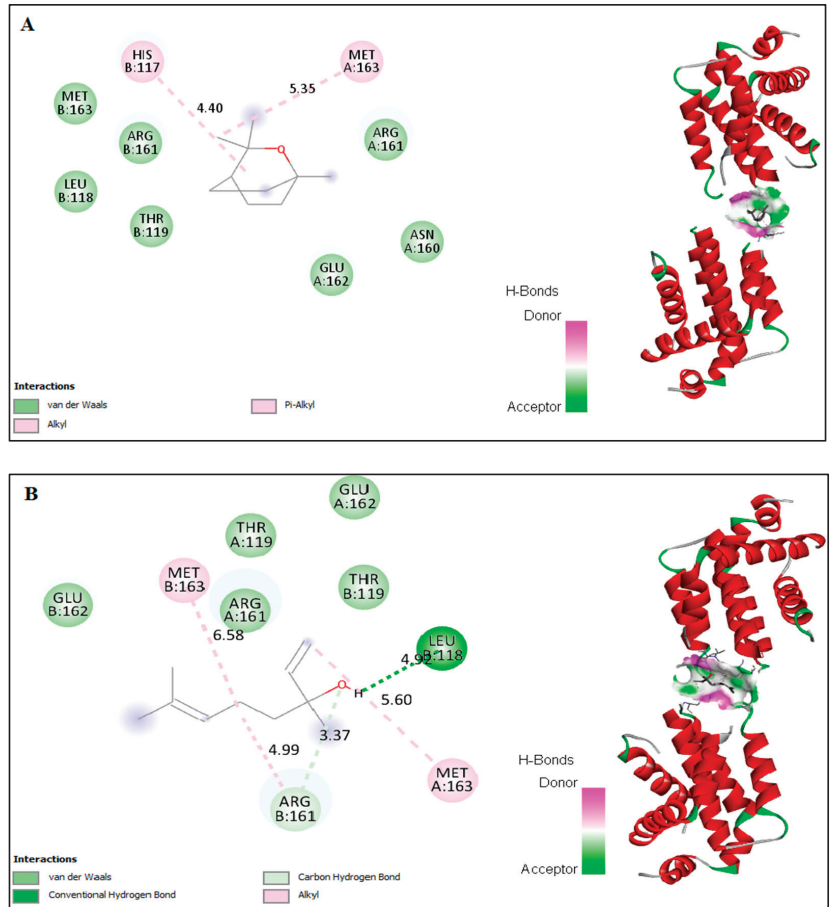 A
HIS
B:117
MET
A:163
5.35
MET
B:163
4.40
ARG
B:161
O
ARG
A:161
LEU
B:118
THR
B:119
ASN
A:160
GLU
A:162
H-Bonds
Donor
Acceptor
Interactions
van der Waals
Pi-Alkyl
Alkyl
B
GLU
A:162
THR
A:119
MET
B:163
THR
B:119
GLU
B:162
ARG
A:161
6.58
LEU
B:118
4.92
O
H
5.60
3.37
4.99
MET
A:163
ARG
B:161
H-Bonds
Donor
Acceptor
Interactions
van der Waals
Carbon Hydrogen Bond
Conventional Hydrogen Bond
Alkyl